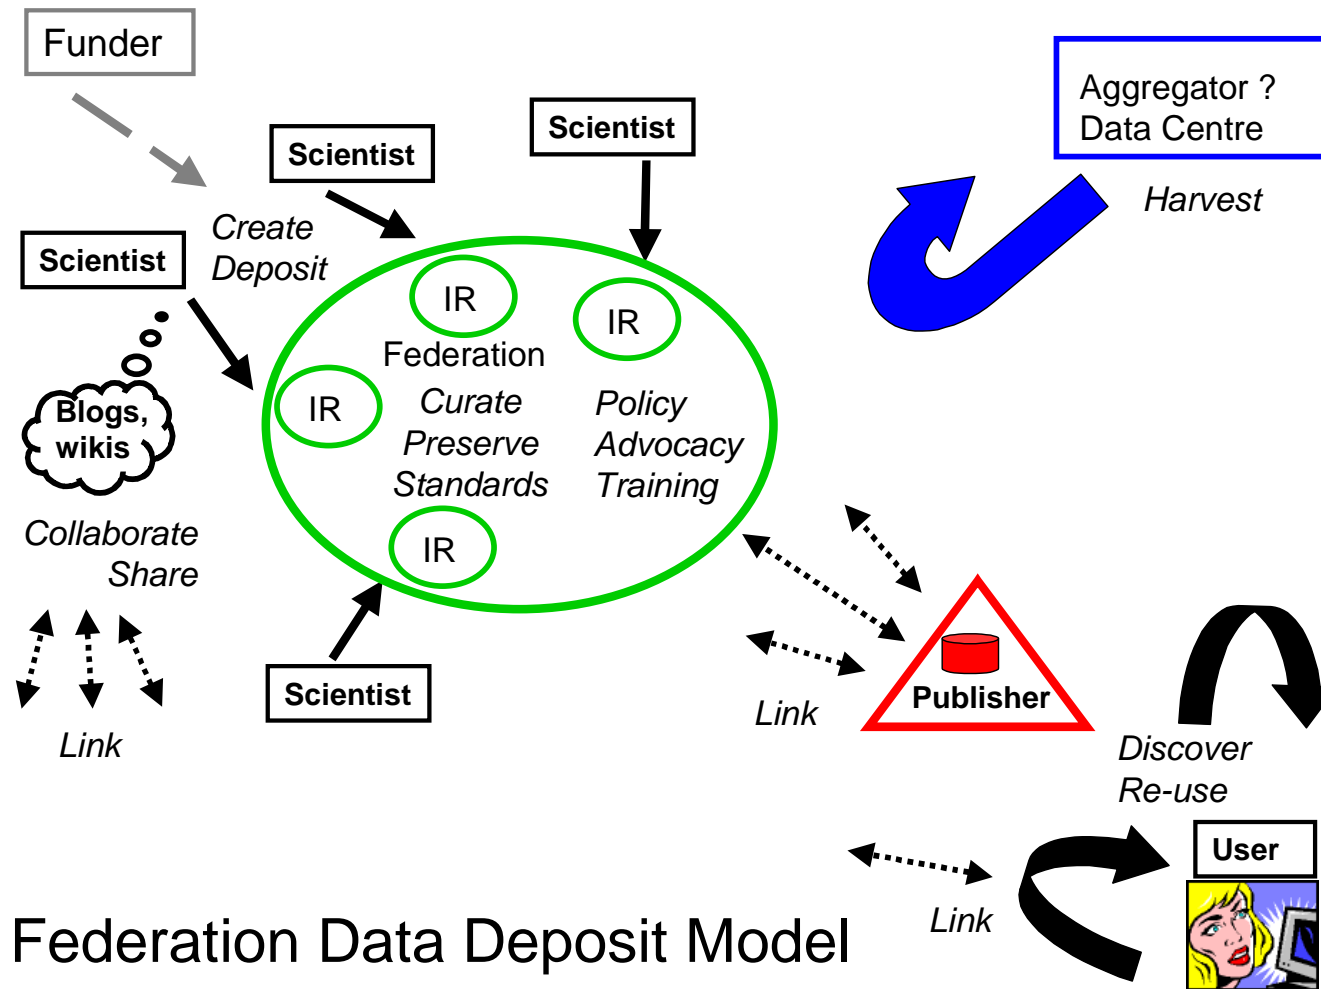 Funder
Aggregator ?
Data Centre
Scientist
Scientist
Harvest
Create
Deposit
Scientist
IR
IR
Federation
IR
Curate
Preserve
Standards
Policy
Advocacy
Training
Blogs,
wikis
Collaborate
Share
IR
Scientist
Link
Link
Publisher
Discover
Re-use
User
Link
Federation Data Deposit Model